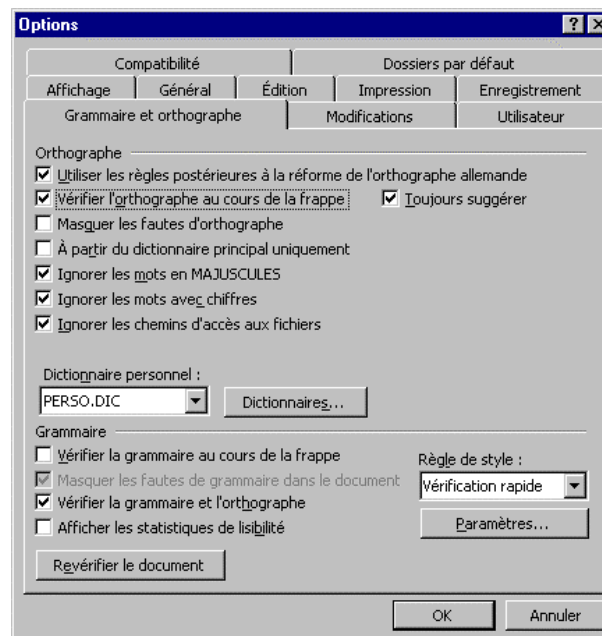 Options
Compatibilité Dossiers par défaut
Affichage Général Édition Impression Enregistrement
Grammaire et orthographe Modifications Utilisateur
Orthographe
Utiliser les règles postérieures à la réforme de l'orthographe allemande
Vérifier l'orthographe au cours de la frappe Toujours suggérer
Masquer les fautes d'orthographe
À partir du dictionnaire principal uniquement
Ignorer les mots en MAJUSCULES
Ignorer les mots avec chiffres
Ignorer les chemins d'accès aux fichiers
Dictionnaire personnel :
PERSO.DIC Dictionnaires...
Grammaire
Vérifier la grammaire au cours de la frappe Règle de style :
Masquer les fautes de grammaire dans le document Vérification rapide
Vérifier la grammaire et l'orthographe
Afficher les statistiques de lisibilité Paramètres...
Revérifier le document
OK Annuler